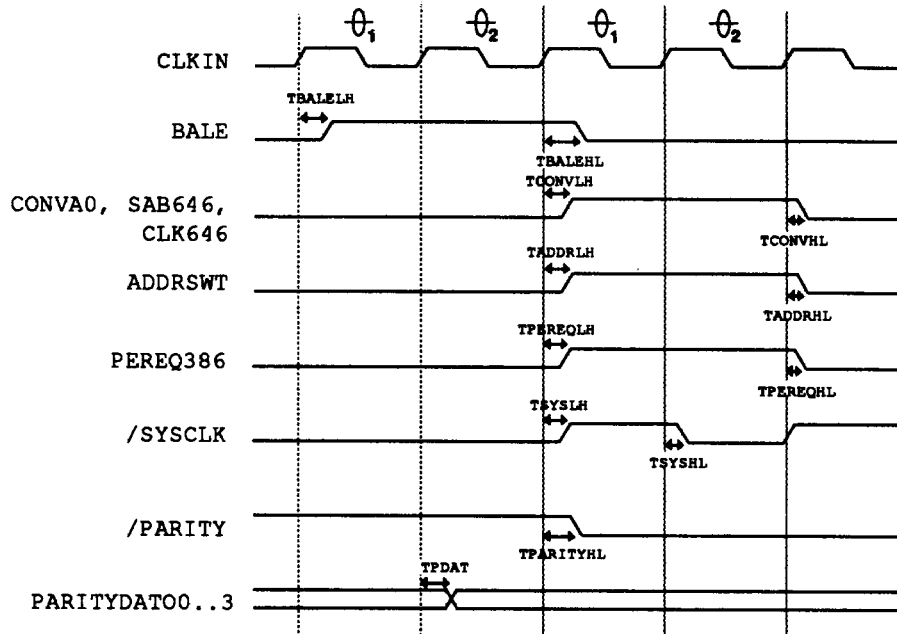 θ1 θ2 θ1 θ2
CLKIN
TBALELH
BALE
TBALEHL
TCONVLH
CONVA0, SAB646,
CLK646
TCONVHL
TADDRLH
ADDRSWT
TADDRHL
TPEREQLH
PEREQ386
TPEREQHL
TSYSLH
/SYSCLK
TSYSHL
/PARITY
TPARITYHL
TPDAT
PARITYDATO0..3